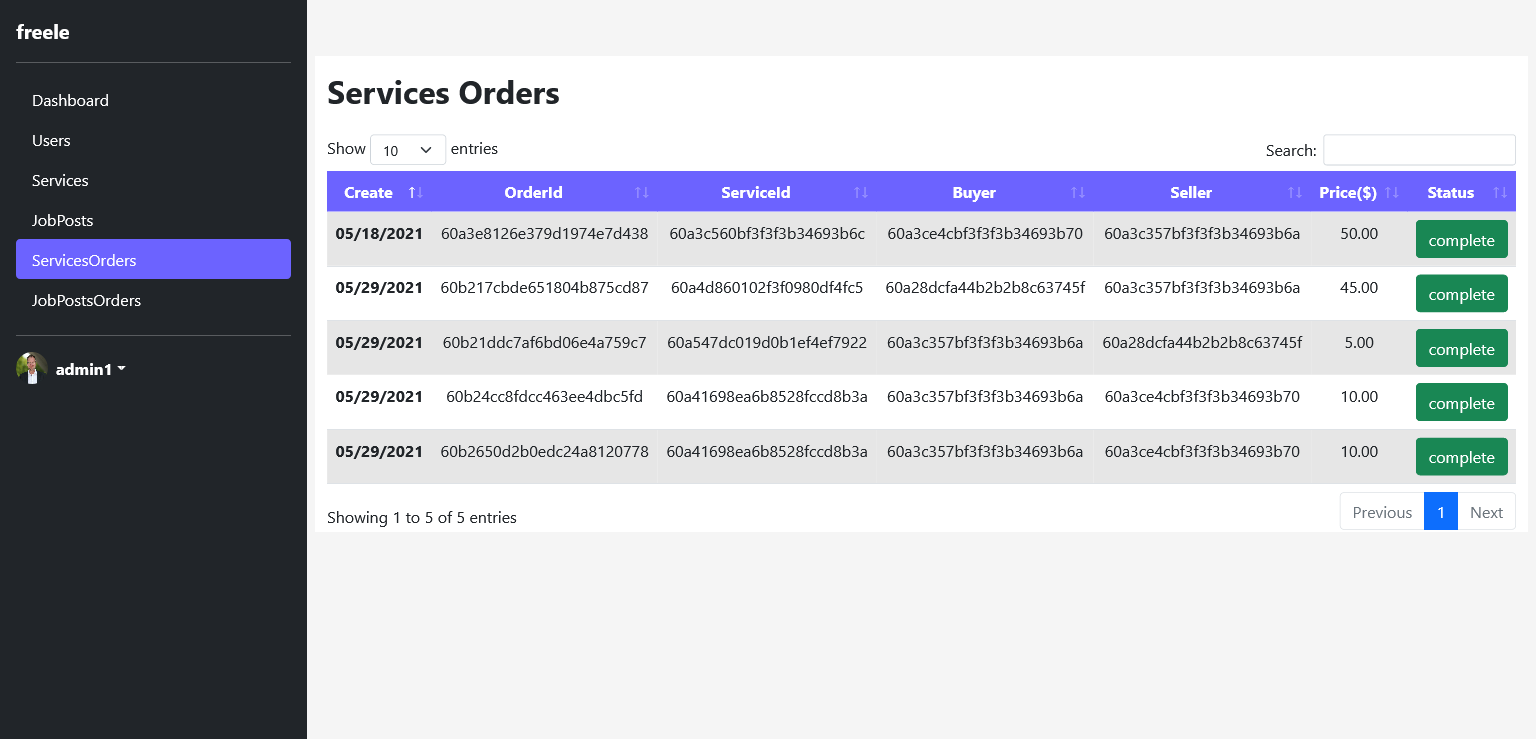 freele
Dashboard
Users
Services
JobPosts
ServicesOrders
JobPostsOrders
admin1
Services Orders
Show 10 entries
Search:
Create OrderId ServiceId Buyer Seller Price($) Status
05/18/2021 60a3e8126e379d1974e7d438 60a3c560bf3f3f3b34693b6c 60a3ce4cbf3f3f3b34693b70 60a3c357bf3f3f3b34693b6a 50.00 complete
05/29/2021 60b217cbde651804b875cd87 60a4d860102f3f0980df4fc5 60a28dcfa44b2b2b8c63745f 60a3c357bf3f3f3b34693b6a 45.00 complete
05/29/2021 60b21ddc7af6bd06e4a759c7 60a547dc019d0b1ef4ef7922 60a3c357bf3f3f3b34693b6a 60a28dcfa44b2b2b8c63745f 5.00 complete
05/29/2021 60b24cc8fdcc463ee4dbc5fd 60a41698ea6b8528fccd8b3a 60a3c357bf3f3f3b34693b6a 60a3ce4cbf3f3f3b34693b70 10.00 complete
05/29/2021 60b2650d2b0edc24a8120778 60a41698ea6b8528fccd8b3a 60a3c357bf3f3f3b34693b6a 60a3ce4cbf3f3f3b34693b70 10.00 complete
Showing 1 to 5 of 5 entries
Previous 1 Next